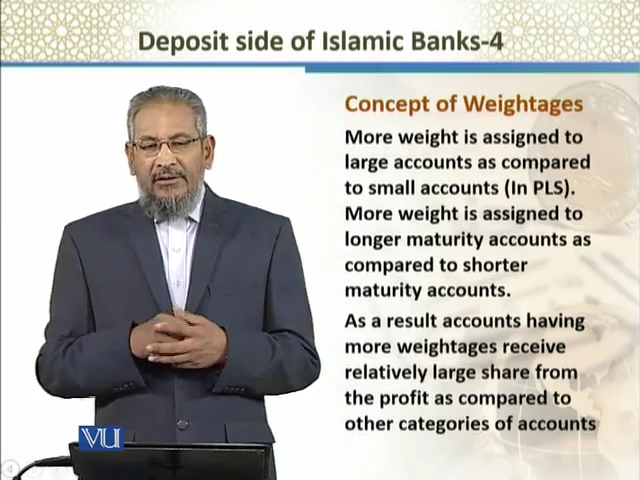 Deposit side of Islamic Banks-4
Concept of Weightages
More weight is assigned to
large accounts as compared
to small accounts (In PLS).
More weight is assigned to
longer maturity accounts as
compared to shorter
maturity accounts.
As a result accounts having
more weightages receive
relatively large share from
the profit as compared to
other categories of accounts
VU